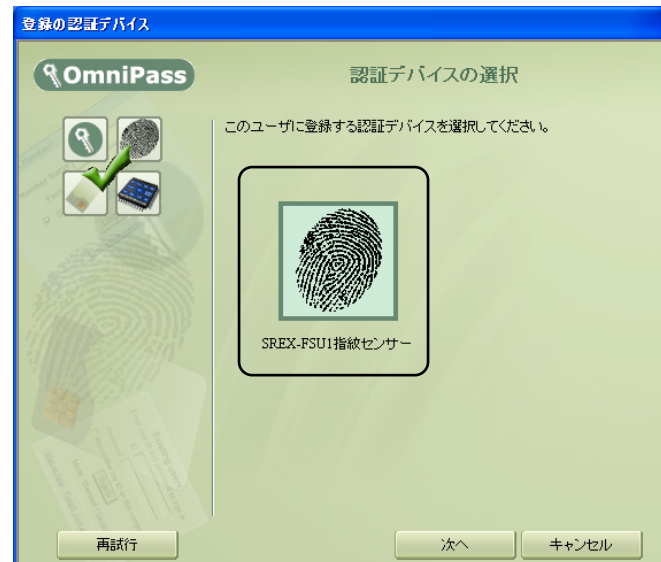 登録の認証デバイス
OmniPass
認証デバイスの選択
このユーザに登録する認証デバイスを選択してください。
SREX-FSU1指紋センサー
再試行
次へ
キャンセル